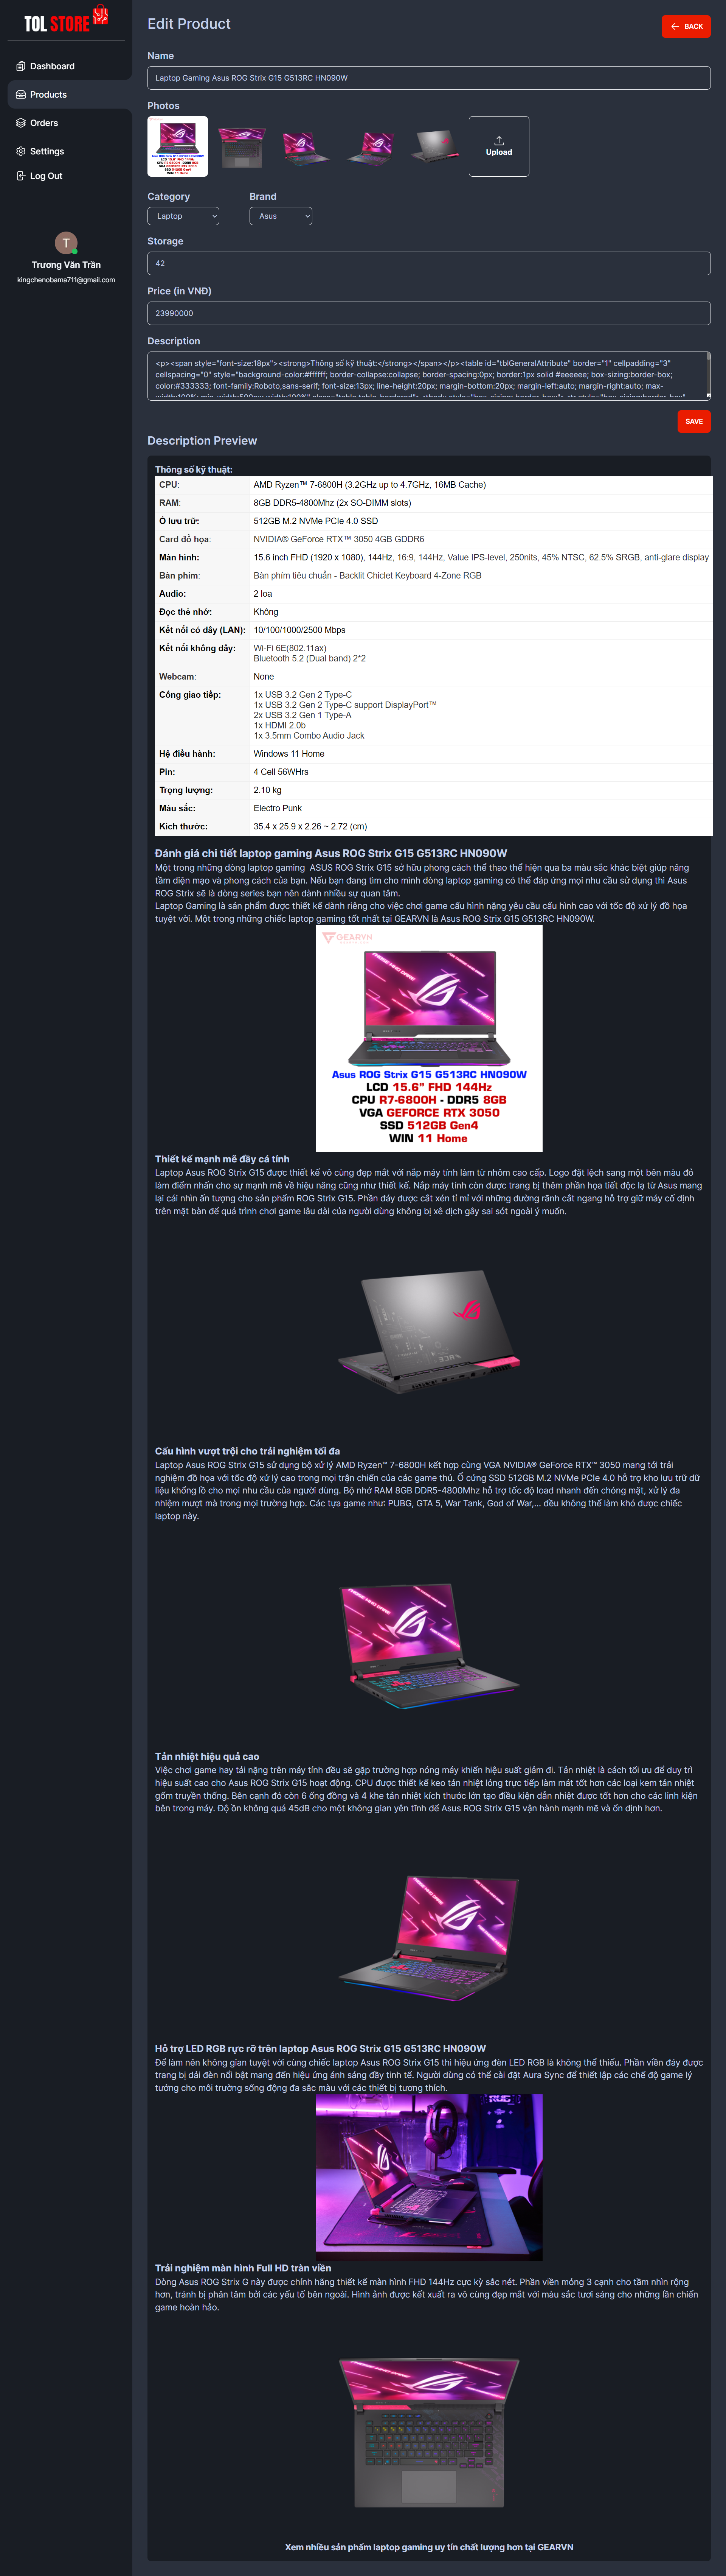 TOL STORE
Dashboard
Products
Orders
Settings
Log Out
T
Trương Văn Trần
kingchenobama711@gmail.com
Edit Product
BACK
Name
Laptop Gaming Asus ROG Strix G15 G513RC HN090W
Photos
Upload
Category
Brand
Laptop
Asus
Storage
42
Price (in VNĐ)
23990000
Description
<p><span style="font-size:18px"><strong>Thông số kỹ thuật:</strong></span></p><table id="tblGeneralAttribute" border="1" cellpadding="3"
cellspacing="0" style="background-color:#ffffff; border-collapse:collapse; border-spacing:0px; border:1px solid #eeeeee; box-sizing:border-box;
color:#333333; font-family:Roboto,sans-serif; font-size:13px; line-height:20px; margin-bottom:20px; margin-left:auto; margin-right:auto; max-
SAVE
Description Preview
Thông số kỹ thuật:
CPU: AMD Ryzen™ 7-6800H (3.2GHz up to 4.7GHz, 16MB Cache)
RAM: 8GB DDR5-4800Mhz (2x SO-DIMM slots)
Ổ lưu trữ: 512GB M.2 NVMe PCIe 4.0 SSD
Card đồ họa: NVIDIA® GeForce RTX™ 3050 4GB GDDR6
Màn hình: 15.6 inch FHD (1920 x 1080), 144Hz, 16:9, 144Hz, Value IPS-level, 250nits, 45% NTSC, 62.5% SRGB, anti-glare display
Bàn phím: Bàn phím tiêu chuẩn - Backlit Chiclet Keyboard 4-Zone RGB
Audio: 2 loa
Đọc thẻ nhớ: Không
Kết nối có dây (LAN): 10/100/1000/2500 Mbps
Kết nối không dây: Wi-Fi 6E(802.11ax)
Bluetooth 5.2 (Dual band) 2*2
Webcam: None
Cổng giao tiếp: 1x USB 3.2 Gen 2 Type-C
1x USB 3.2 Gen 2 Type-C support DisplayPort™
2x USB 3.2 Gen 1 Type-A
1x HDMI 2.0b
1x 3.5mm Combo Audio Jack
Hệ điều hành: Windows 11 Home
Pin: 4 Cell 56WHrs
Trọng lượng: 2.10 kg
Màu sắc: Electro Punk
Kích thước: 35.4 x 25.9 x 2.26 ~ 2.72 (cm)
Đánh giá chi tiết laptop gaming Asus ROG Strix G15 G513RC HN090W
Một trong những dòng laptop gaming ASUS ROG Strix G15 sở hữu phong cách thể thao thể hiện qua ba màu sắc khác biệt giúp nâng
tầm diện mạo và phong cách của bạn. Nếu bạn đang tìm cho mình dòng laptop gaming có thể đáp ứng mọi nhu cầu sử dụng thì Asus
ROG Strix sẽ là dòng series bạn nên dành nhiều sự quan tâm.
Laptop Gaming là sản phẩm được thiết kế dành riêng cho việc chơi game cấu hình nặng yêu cầu cấu hình cao với tốc độ xử lý đồ họa
tuyệt vời. Một trong những chiếc laptop gaming tốt nhất tại GEARVN là Asus ROG Strix G15 G513RC HN090W.
GEARVN
Asus ROG Strix G15 G513RC HN090W
LCD 15.6" FHD 144Hz
CPU R7-6800H - DDR5 8GB
VGA GEFORCE RTX 3050
SSD 512GB Gen4
WIN 11 Home
Thiết kế mạnh mẽ đầy cá tính
Laptop Asus ROG Strix G15 được thiết kế vô cùng đẹp mắt với nắp máy tính làm từ nhôm cao cấp. Logo đặt lệch sang một bên màu đỏ
làm điểm nhấn cho sự mạnh mẽ về hiệu năng cũng như thiết kế. Nắp máy tính còn được trang bị thêm phần họa tiết độc lạ từ Asus mang
lại cái nhìn ấn tượng cho sản phẩm ROG Strix G15. Phần đáy được cắt xén tỉ mỉ với những đường rãnh cắt ngang hỗ trợ giữ máy cố định
trên mặt bàn để quá trình chơi game lâu dài của người dùng không bị xê dịch gây sai sót ngoài ý muốn.
Cấu hình vượt trội cho trải nghiệm tối đa
Laptop Asus ROG Strix G15 sử dụng bộ xử lý AMD Ryzen™ 7-6800H kết hợp cùng VGA NVIDIA® GeForce RTX™ 3050 mang tới trải
nghiệm đồ họa với tốc độ xử lý cao trong mọi trận chiến của các game thủ. Ổ cứng SSD 512GB M.2 NVMe PCIe 4.0 hỗ trợ kho lưu trữ dữ
liệu khổng lồ cho mọi nhu cầu của người dùng. Bộ nhớ RAM 8GB DDR5-4800Mhz hỗ trợ tốc độ load nhanh đến chóng mặt, xử lý đa
nhiệm mượt mà trong mọi trường hợp. Các tựa game như: PUBG, GTA 5, War Tank, God of War,... đều không thể làm khó được chiếc
laptop này.
Tản nhiệt hiệu quả cao
Việc chơi game hay tải nặng trên máy tính đều sẽ gặp trường hợp nóng máy khiến hiệu suất giảm đi. Tản nhiệt là cách tối ưu để duy trì
hiệu suất cao cho Asus ROG Strix G15 hoạt động. CPU được thiết kế keo tản nhiệt lỏng trực tiếp làm mát tốt hơn các loại kem tản nhiệt
gốm truyền thống. Bên cạnh đó còn 6 ống đồng và 4 khe tản nhiệt kích thước lớn tạo điều kiện dẫn nhiệt được tốt hơn cho các linh kiện
bên trong máy. Độ ồn không quá 45dB cho một không gian yên tĩnh để Asus ROG Strix G15 vận hành mạnh mẽ và ổn định hơn.
Hỗ trợ LED RGB rực rỡ trên laptop Asus ROG Strix G15 G513RC HN090W
Để làm nên không gian tuyệt vời cùng chiếc laptop Asus ROG Strix G15 thì hiệu ứng đèn LED RGB là không thể thiếu. Phần viền đáy được
trang bị dải đèn nổi bật mang đến hiệu ứng ánh sáng đầy tinh tế. Người dùng có thể cài đặt Aura Sync để thiết lập các chế độ game lý
tưởng cho môi trường sống động đa sắc màu với các thiết bị tương thích.
Trải nghiệm màn hình Full HD tràn viền
Dòng Asus ROG Strix G này được chính hãng thiết kế màn hình FHD 144Hz cực kỳ sắc nét. Phần viền mỏng 3 cạnh cho tầm nhìn rộng
hơn, tránh bị phân tâm bởi các yếu tố bên ngoài. Hình ảnh được kết xuất ra vô cùng đẹp mắt với màu sắc tươi sáng cho những lần chiến
game hoàn hảo.
Xem nhiều sản phẩm laptop gaming uy tín chất lượng hơn tại GEARVN